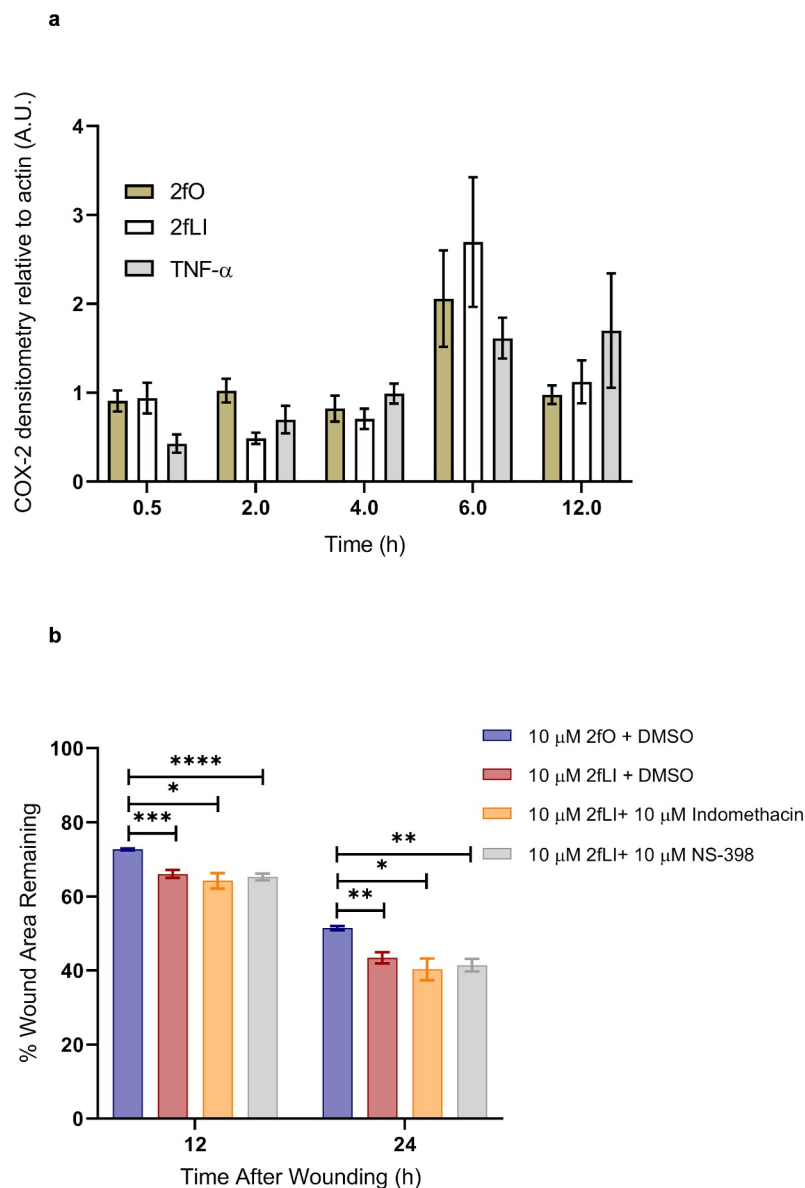 a
COX-2 densitometry relative to actin (A.U.)
4
3
2
1
0
2fO
2fLI
TNF-α
0.5 2.0 4.0 6.0 12.0
Time (h)
b
% Wound Area Remaining
100
80
60
40
20
0
**** 
*
***
**
*
**
10 μM 2fO + DMSO
10 μM 2fLI + DMSO
10 μM 2fLI+ 10 μM Indomethacin
10 μM 2fLI+ 10 μM NS-398
12 24
Time After Wounding (h)